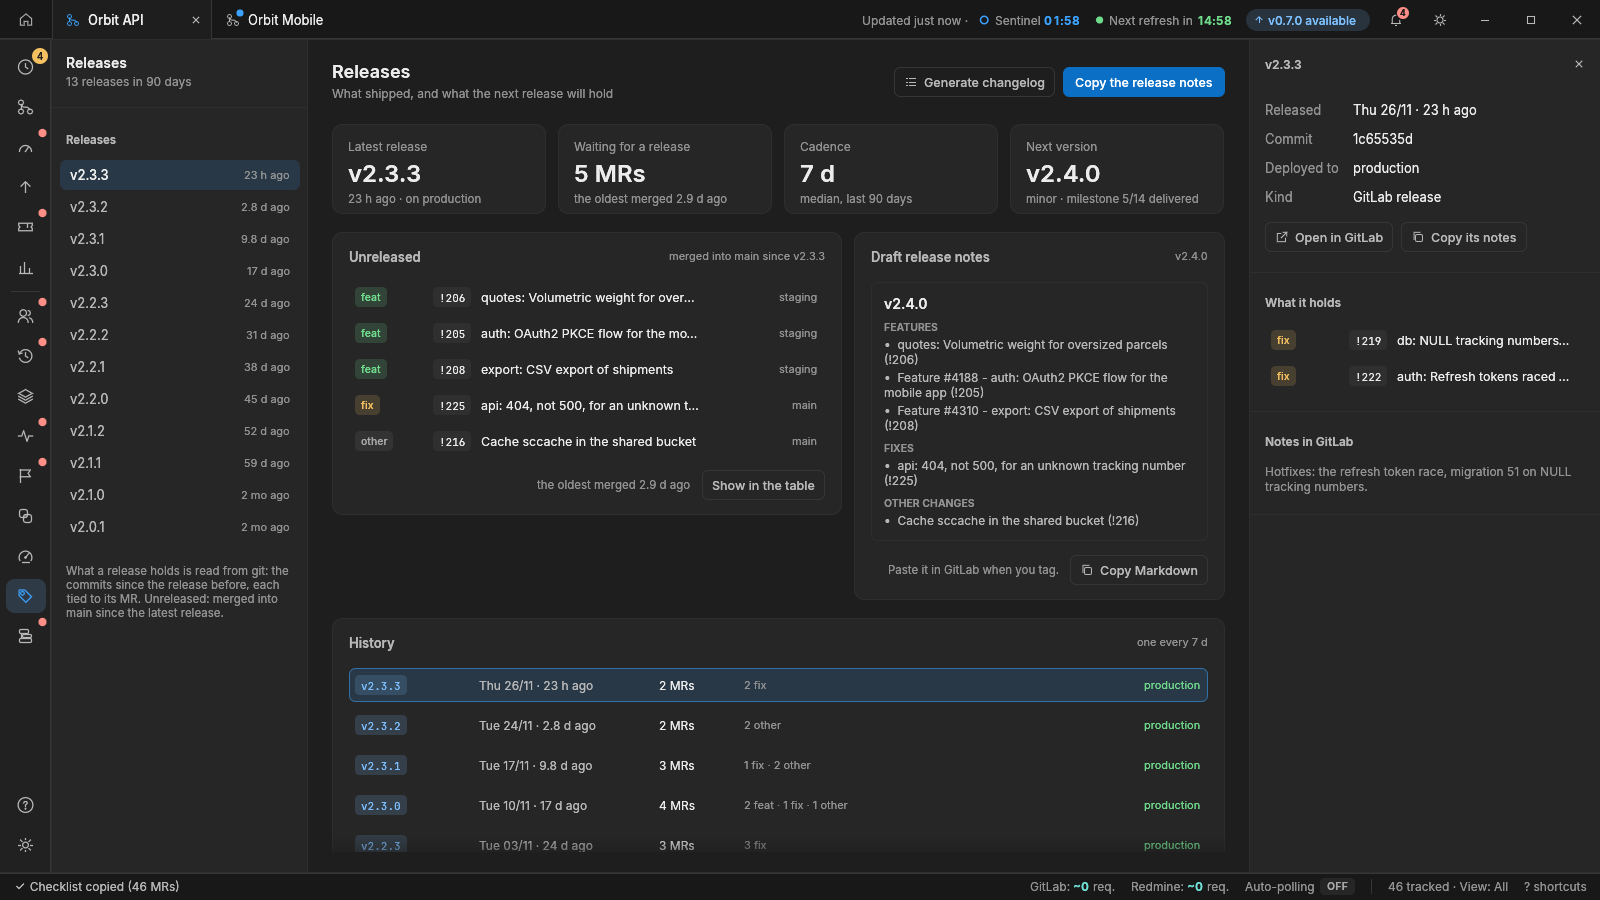 Orbit API
Orbit Mobile
Updated just now · Sentinel 01:58 Next refresh in 14:58
↑ v0.7.0 available
4
4
Releases
13 releases in 90 days
Releases
v2.3.3 23 h ago
v2.3.2 2.8 d ago
v2.3.1 9.8 d ago
v2.3.0 17 d ago
v2.2.3 24 d ago
v2.2.2 31 d ago
v2.2.1 38 d ago
v2.2.0 45 d ago
v2.1.2 52 d ago
v2.1.1 59 d ago
v2.1.0 2 mo ago
v2.0.1 2 mo ago
What a release holds is read from git: the
commits since the release before, each
tied to its MR. Unreleased: merged into
main since the latest release.
Releases
What shipped, and what the next release will hold
Generate changelog
Copy the release notes
Latest release
v2.3.3
23 h ago · on production
Waiting for a release
5 MRs
the oldest merged 2.9 d ago
Cadence
7 d
median, last 90 days
Next version
v2.4.0
minor · milestone 5/14 delivered
Unreleased merged into main since v2.3.3
feat !206 quotes: Volumetric weight for over... staging
feat !205 auth: OAuth2 PKCE flow for the mo... staging
feat !208 export: CSV export of shipments staging
fix !225 api: 404, not 500, for an unknown t... main
other !216 Cache sccache in the shared bucket main
the oldest merged 2.9 d ago Show in the table
Draft release notes v2.4.0
v2.4.0
FEATURES
• quotes: Volumetric weight for oversized parcels
(!206)
• Feature #4188 - auth: OAuth2 PKCE flow for the
mobile app (!205)
• Feature #4310 - export: CSV export of shipments
(!208)
FIXES
• api: 404, not 500, for an unknown tracking number
(!225)
OTHER CHANGES
• Cache sccache in the shared bucket (!216)
Paste it in GitLab when you tag. Copy Markdown
History one every 7 d
v2.3.3 Thu 26/11 · 23 h ago 2 MRs 2 fix production
v2.3.2 Tue 24/11 · 2.8 d ago 2 MRs 2 other production
v2.3.1 Tue 17/11 · 9.8 d ago 3 MRs 1 fix · 2 other production
v2.3.0 Tue 10/11 · 17 d ago 4 MRs 2 feat · 1 fix · 1 other production
v2.2.3 Tue 03/11 · 24 d ago 3 MRs 3 fix production
v2.3.3
Released Thu 26/11 · 23 h ago
Commit 1c65535d
Deployed to production
Kind GitLab release
Open in GitLab
Copy its notes
What it holds
fix !219 db: NULL tracking numbers...
fix !222 auth: Refresh tokens raced ...
Notes in GitLab
Hotfixes: the refresh token race, migration 51 on NULL
tracking numbers.
✓ Checklist copied (46 MRs)
GitLab: ~0 req. Redmine: ~0 req. Auto-polling OFF 46 tracked · View: All ? shortcuts